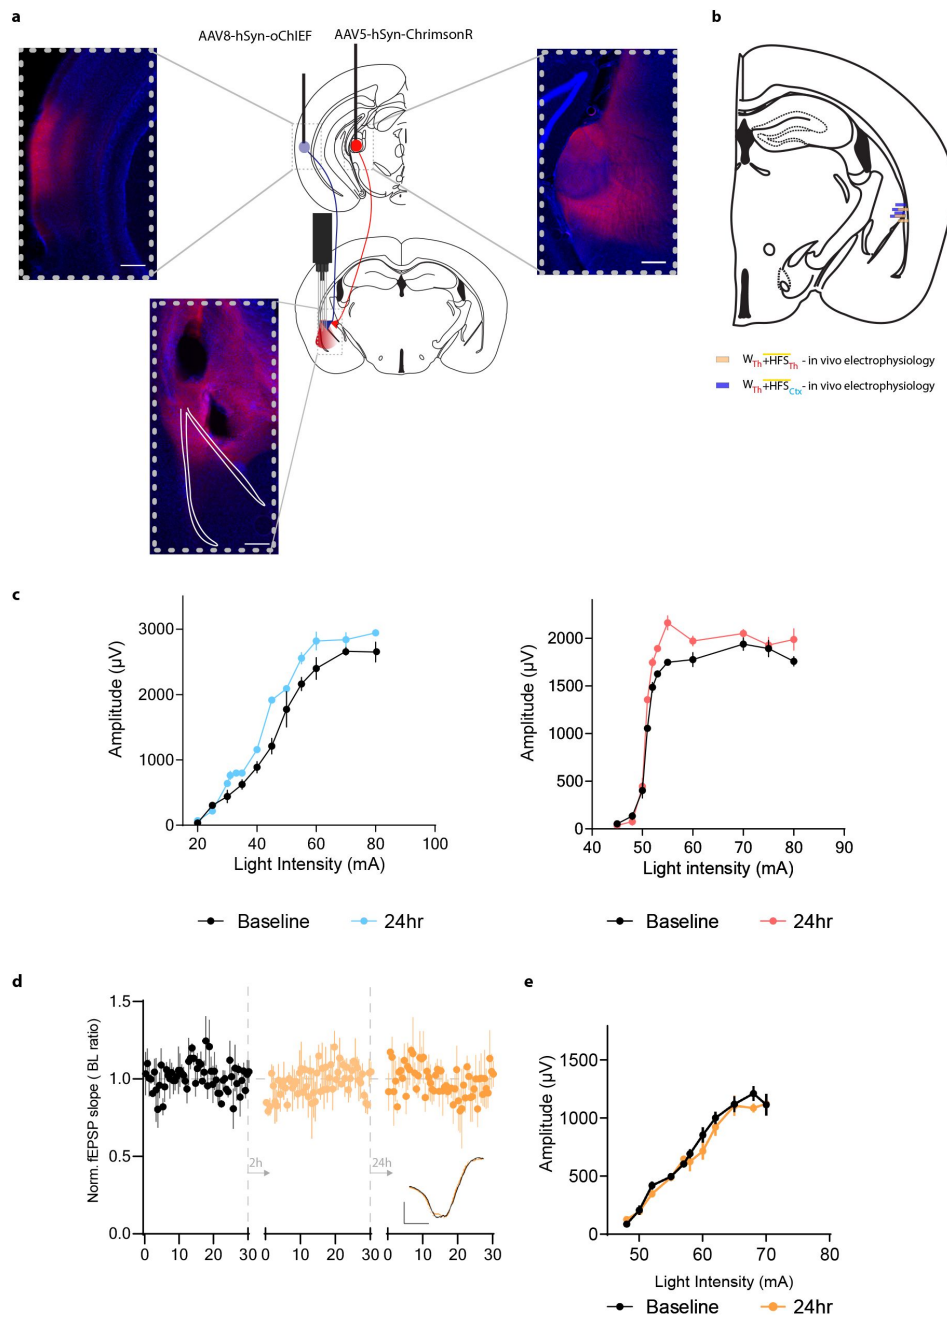 a
AAV8-hSyn-oChIEF
AAV5-hSyn-ChrimsonR
b
W Th +HFS Th - in vivo electrophysiology
W Th +HFS Ctx - in vivo electrophysiology
c
3000
2000
1000
0
Amplitude (µV)
20 40 60 80 100
Light Intensity (mA)
Baseline 24hr
2000
1500
1000
500
0
Amplitude (µV)
40 50 60 70 80 90
Light intensity (mA)
Baseline 24hr
d
1.5
1.0
0.5
0.0
Norm. fEPSP slope ( BL ratio)
2h
24h
0 10 20 30 0 10 20 30 0 10 20 30
e
1500
1000
500
0
Amplitude (µV)
50 60 70 80
Light Intensity (mA)
Baseline 24hr